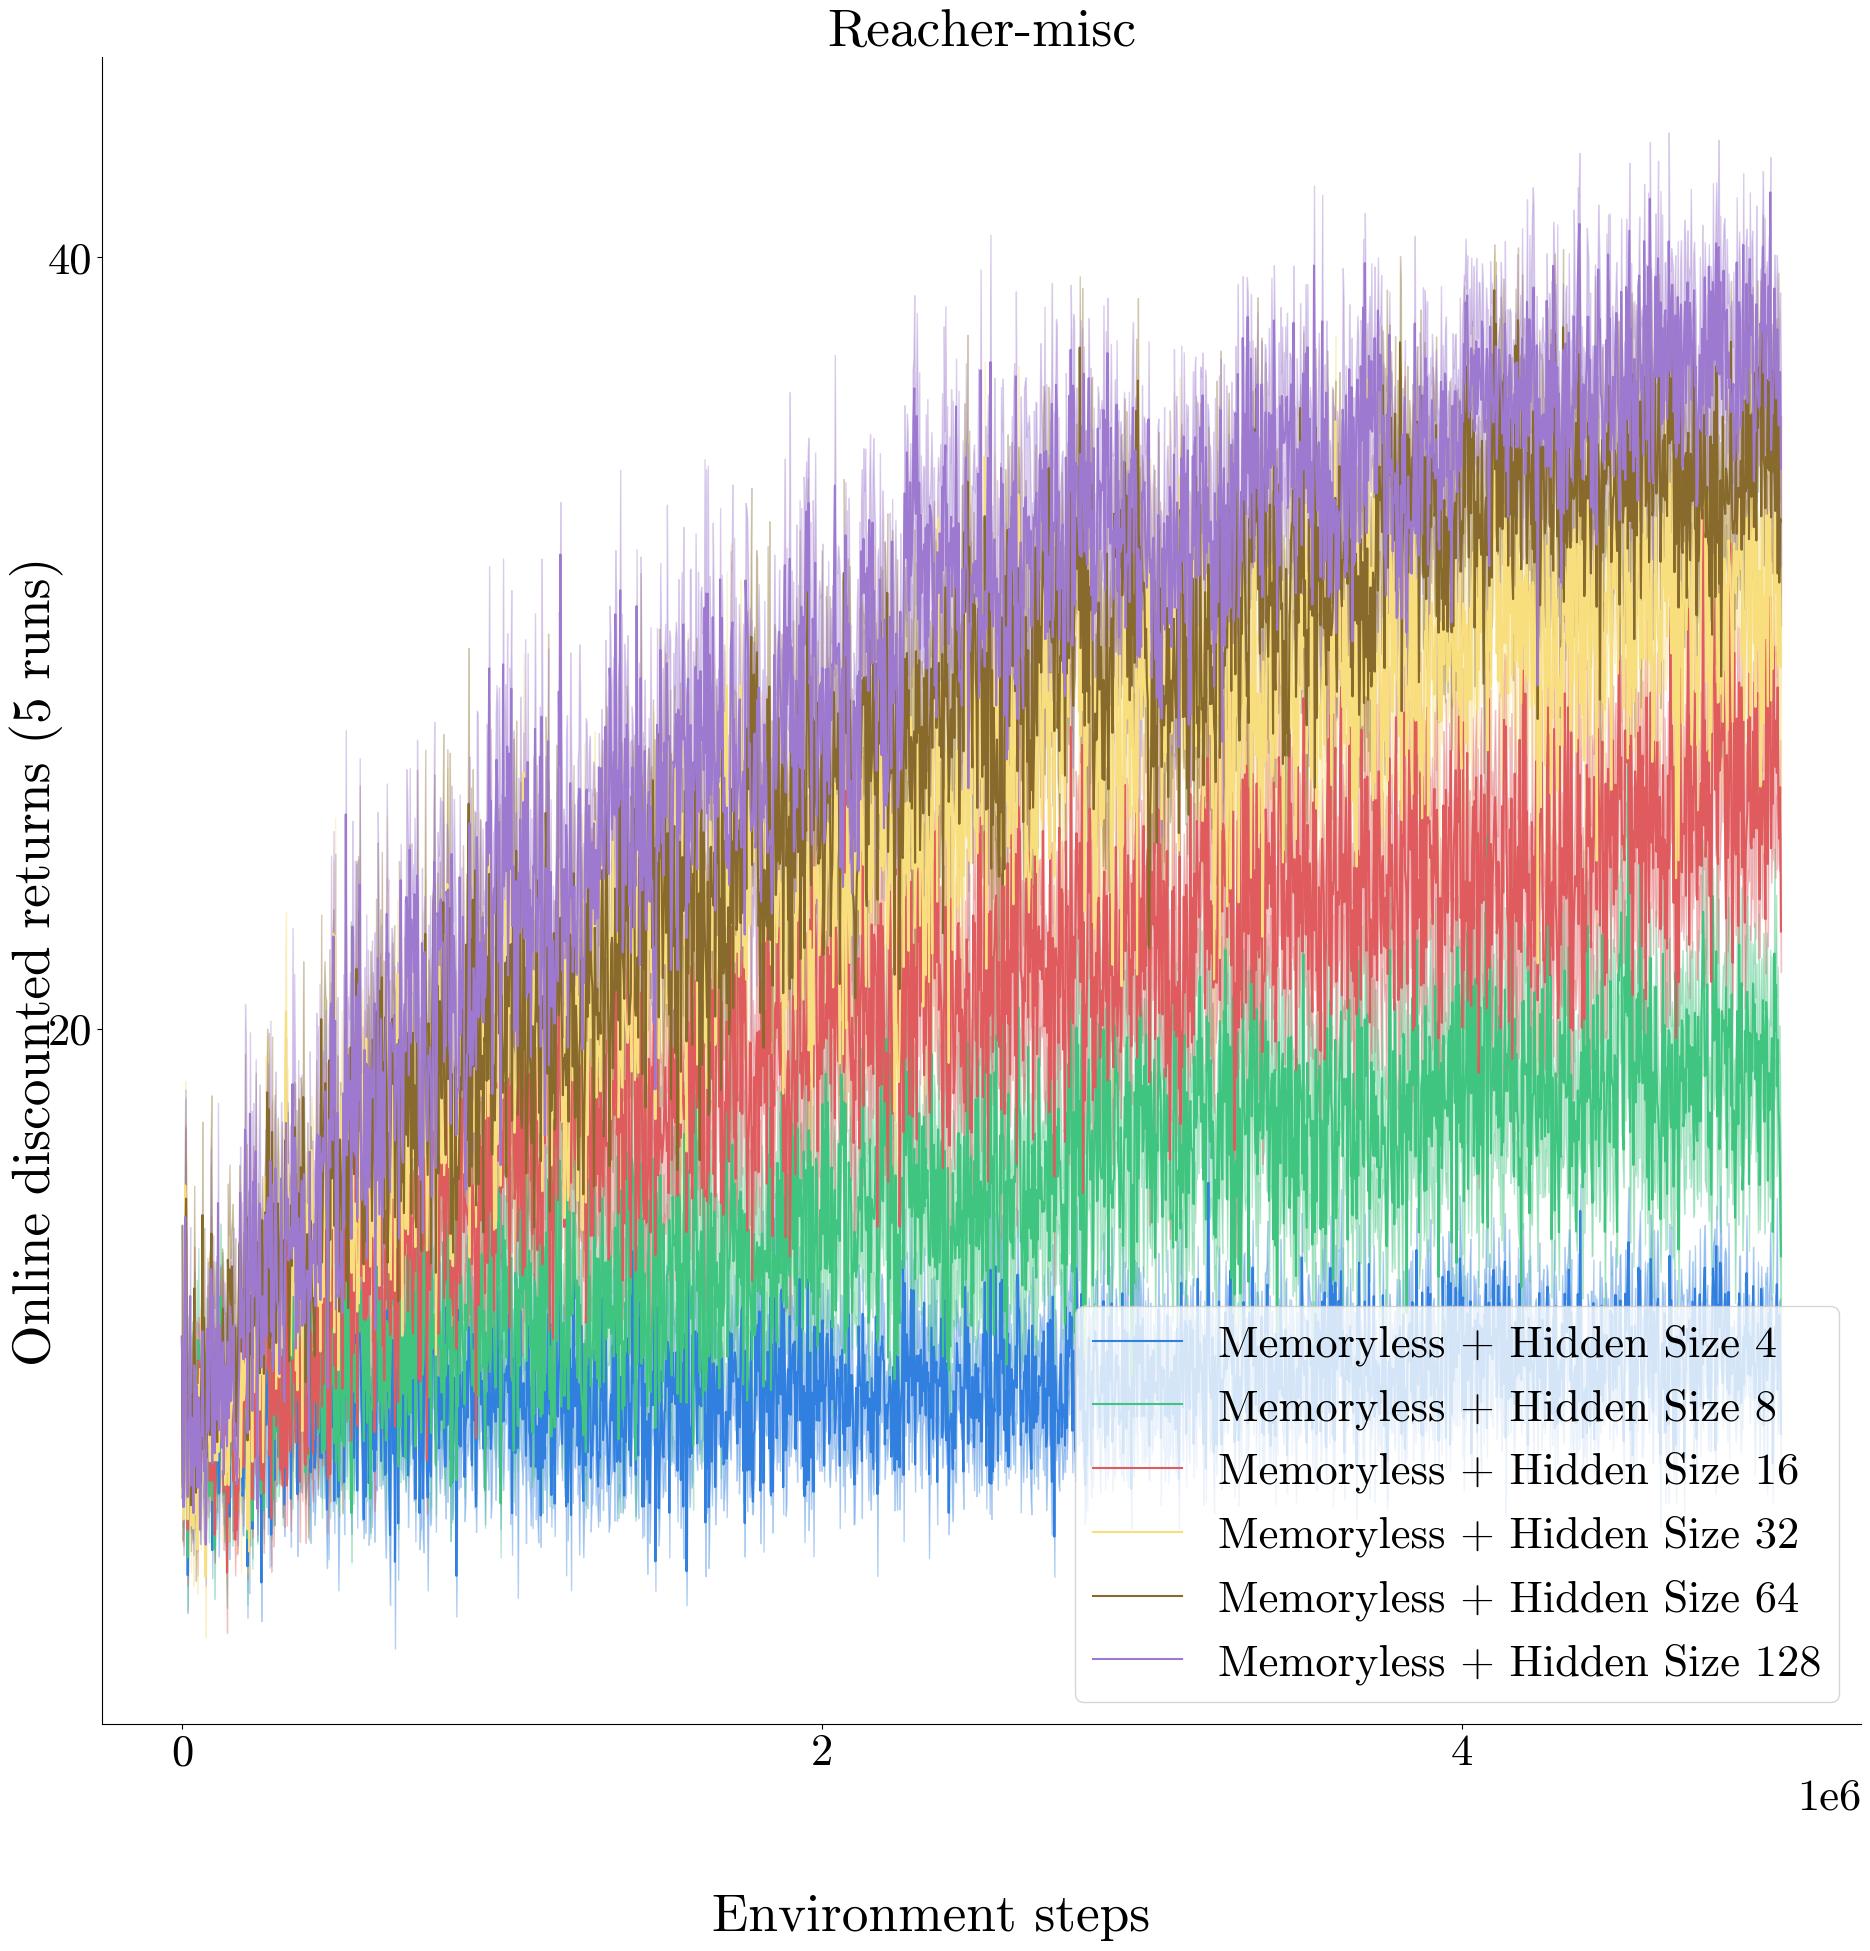 Reacher-misc
Online discounted returns (5 runs)
40
20
Memoryless + Hidden Size 4
Memoryless + Hidden Size 8
Memoryless + Hidden Size 16
Memoryless + Hidden Size 32
Memoryless + Hidden Size 64
Memoryless + Hidden Size 128
0 2 4
1e6
Environment steps